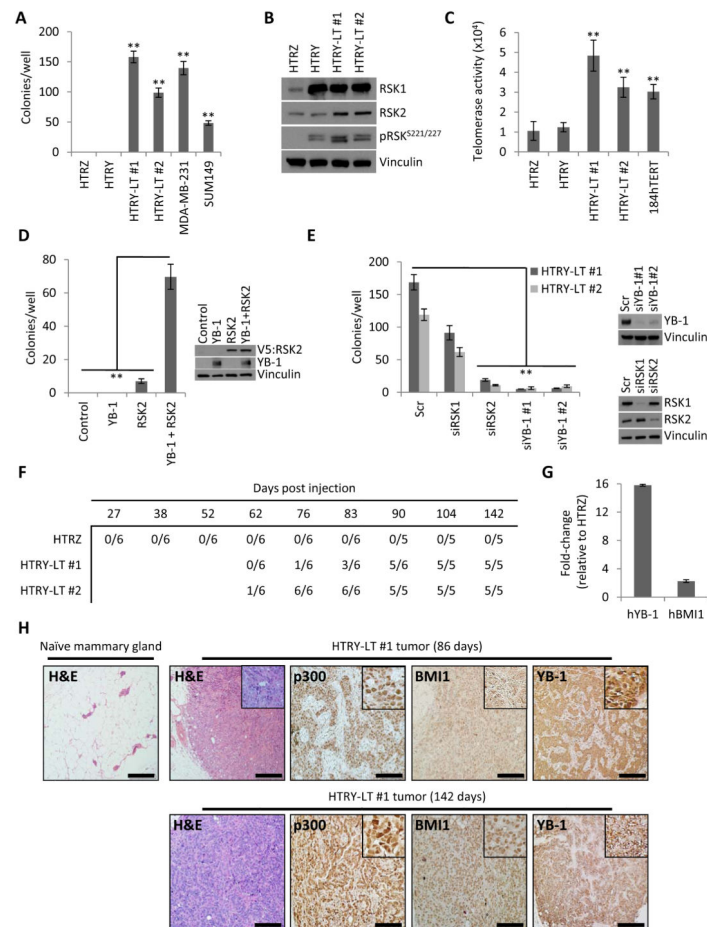 A
Colonies/well
200
150
100
50
0
**
**
**
**
HTRZ
HTRY
HTRY-LT #1
HTRY-LT #2
MDA-MB-231
SUM149
B
HTRZ
HTRY
HTRY-LT #1
HTRY-LT #2
RSK1
RSK2
pRSK^S221/227
Vinculin
C
Telomerase activity (x10⁴)
6
5
4
3
2
1
0
**
**
**
HTRZ
HTRY
HTRY-LT #1
HTRY-LT #2
184hTERT
D
Colonies/well
80
60
40
20
0
**
Control
YB-1
RSK2
YB-1 + RSK2
Control
YB-1
RSK2
YB-1+RSK2
V5:RSK2
YB-1
Vinculin
E
Colonies/well
200
150
100
50
0
HTRY-LT #1
HTRY-LT #2
**
Scr
siRSK1
siRSK2
siYB-1 #1
siYB-1 #2
Scr
siYB-1#1
siYB-1#2
YB-1
Vinculin
Scr
siRSK1
siRSK2
RSK1
RSK2
Vinculin
F
Days post injection
27 38 52 62 76 83 90 104 142
HTRZ 0/6 0/6 0/6 0/6 0/6 0/6 0/5 0/5 0/5
HTRY-LT #1 0/6 1/6 3/6 5/6 5/5 5/5
HTRY-LT #2 1/6 6/6 6/6 5/5 5/5 5/5
G
Fold-change
(relative to HTRZ)
16
12
8
4
0
hYB-1 hBMI1
H
Naïve mammary gland
HTRY-LT #1 tumor (86 days)
H&E
H&E
p300
BMI1
YB-1
HTRY-LT #1 tumor (142 days)
H&E
p300
BMI1
YB-1